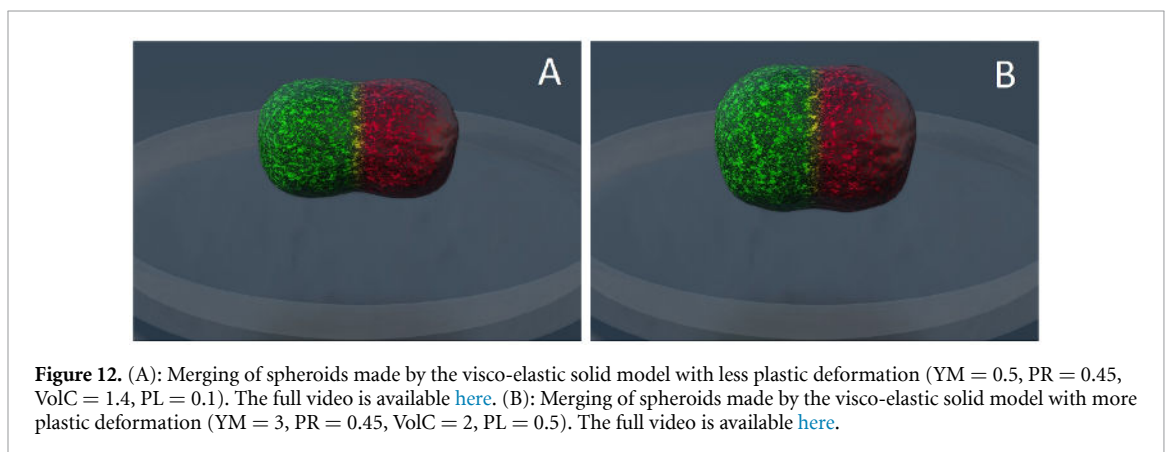 A
B
Figure 12. (A): Merging of spheroids made by the visco-elastic solid model with less plastic deformation (YM = 0.5, PR = 0.45,
VolC = 1.4, PL = 0.1). The full video is available here. (B): Merging of spheroids made by the visco-elastic solid model with more
plastic deformation (YM = 3, PR = 0.45, VolC = 2, PL = 0.5). The full video is available here.